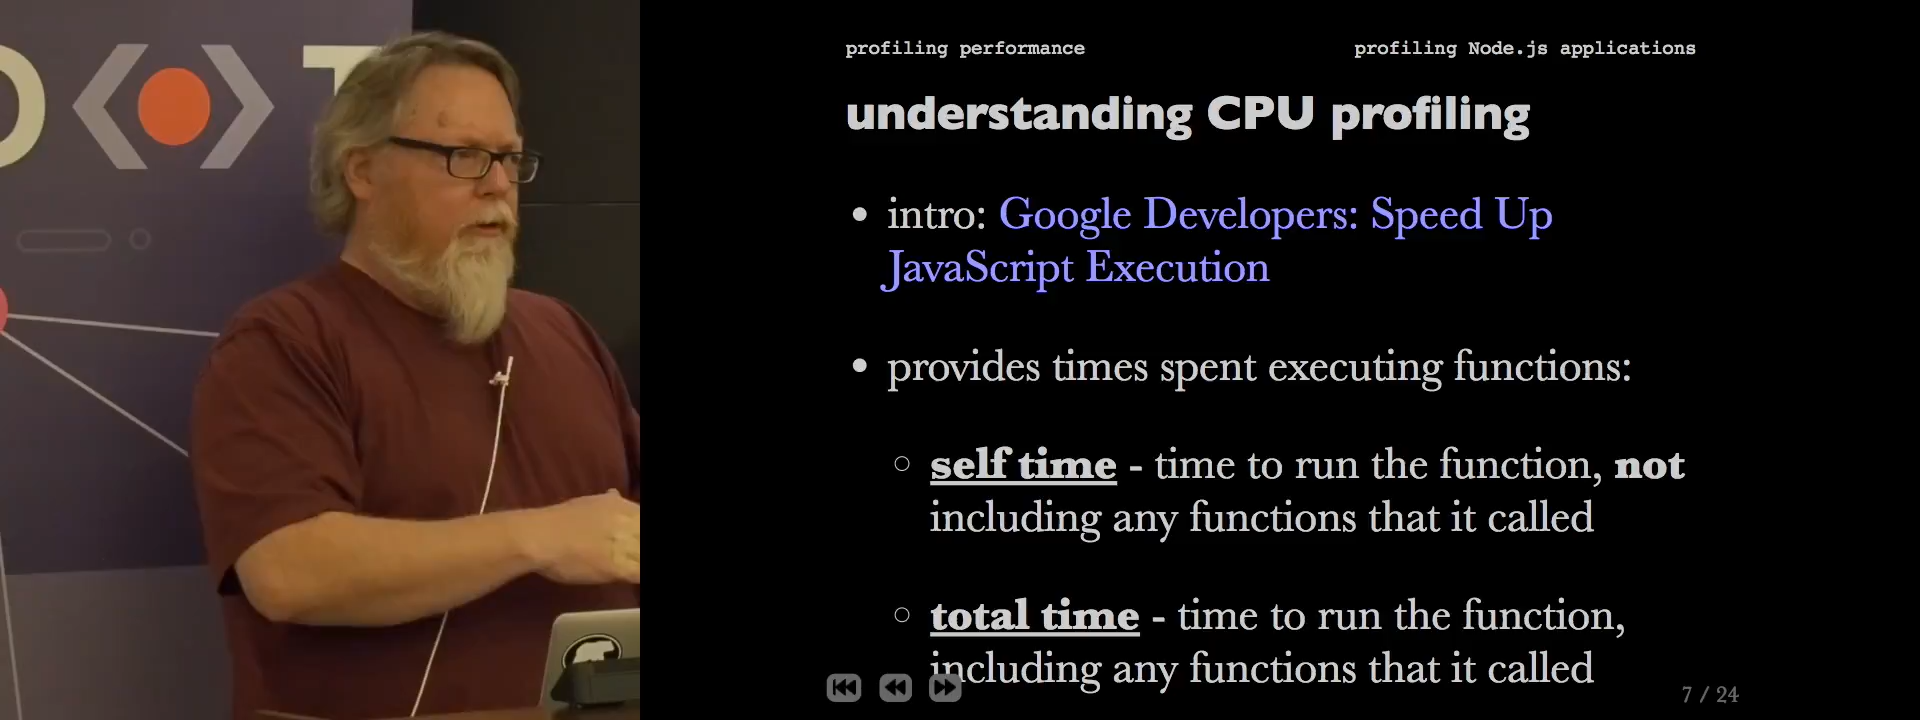 profiling performance
profiling Node.js applications
understanding CPU profiling
• intro: Google Developers: Speed Up
JavaScript Execution
• provides times spent executing functions:
○ self time - time to run the function, not
including any functions that it called
○ total time - time to run the function,
including any functions that it called
7 / 24